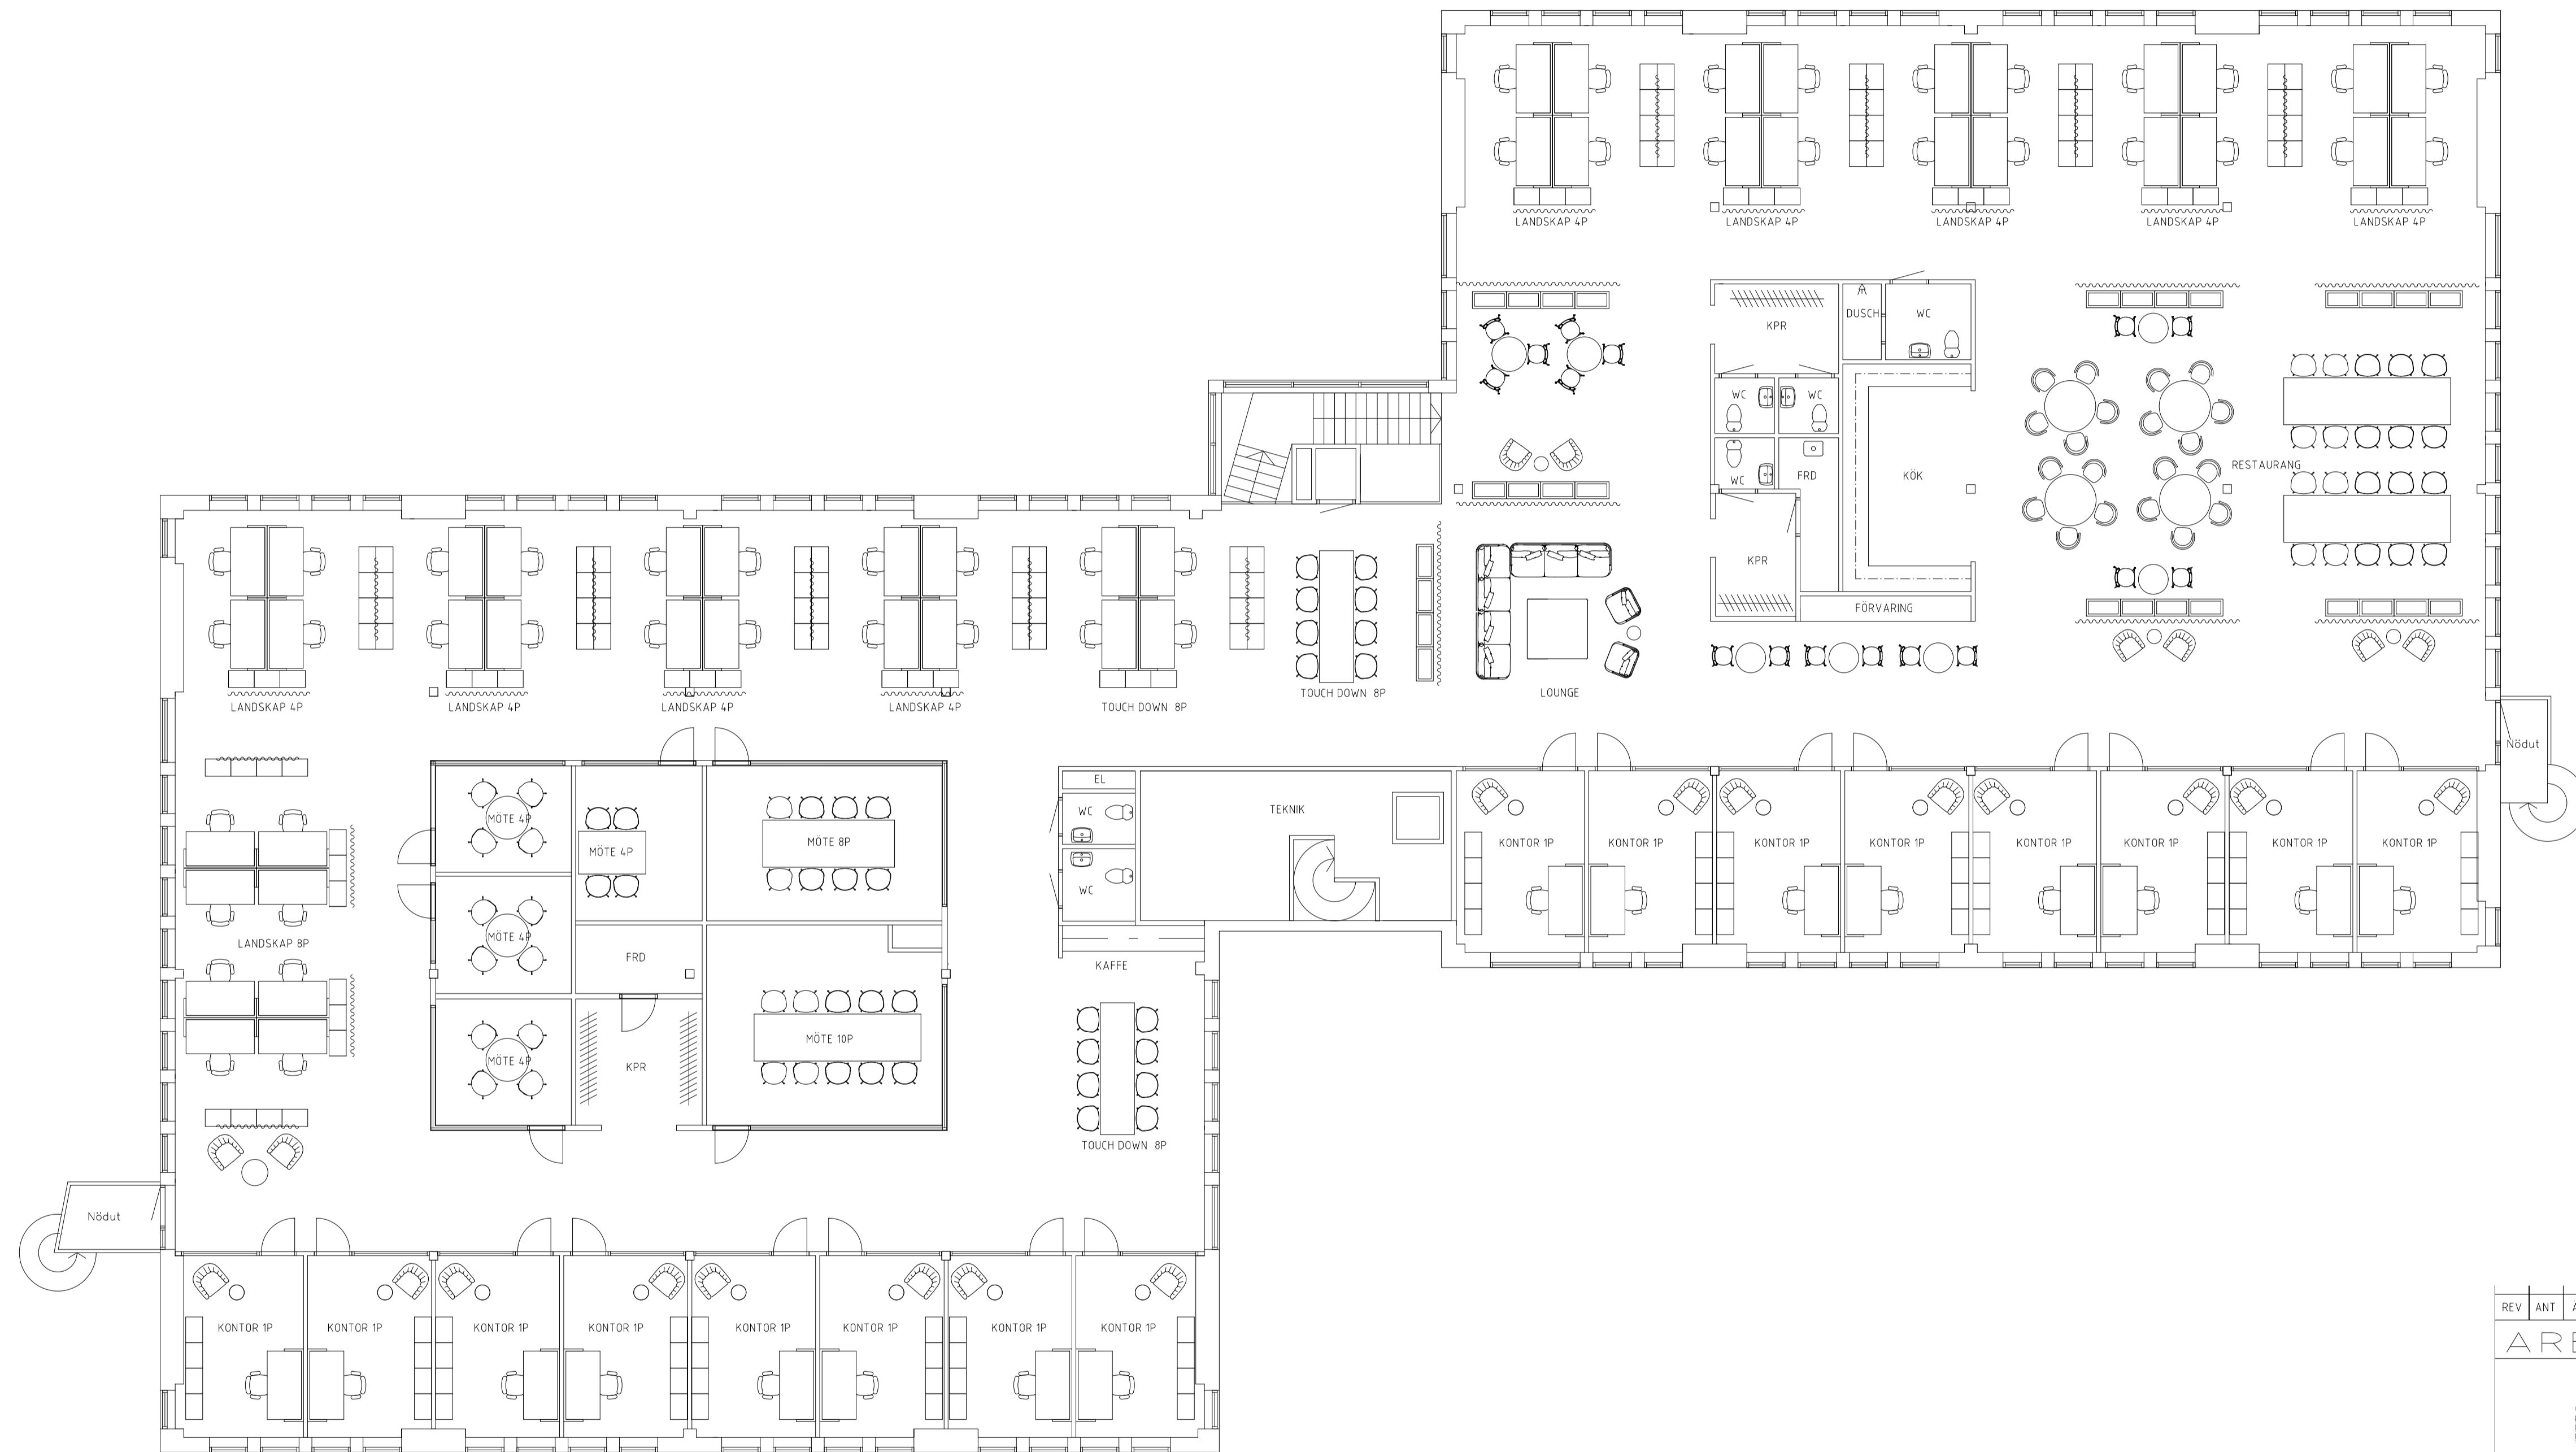 LANDSKAP 4P
LANDSKAP 4P
LANDSKAP 4P
LANDSKAP 4P
LANDSKAP 4P
KPR
DUSCH
WC
WC
WC
WC
FRD
KÖK
RESTAURANG
KPR
FÖRVARING
LANDSKAP 4P
LANDSKAP 4P
LANDSKAP 4P
LANDSKAP 4P
TOUCH DOWN 8P
TOUCH DOWN 8P
LOUNGE
Nödut
EL
WC
WC
TEKNIK
MÖTE 4P
MÖTE 4P
MÖTE 8P
KONTOR 1P
KONTOR 1P
KONTOR 1P
KONTOR 1P
KONTOR 1P
KONTOR 1P
KONTOR 1P
KONTOR 1P
LANDSKAP 8P
MÖTE 4P
FRD
KAFFE
MÖTE 4P
KPR
MÖTE 10P
TOUCH DOWN 8P
Nödut
KONTOR 1P
KONTOR 1P
KONTOR 1P
KONTOR 1P
KONTOR 1P
KONTOR 1P
KONTOR 1P
KONTOR 1P
REV ANT